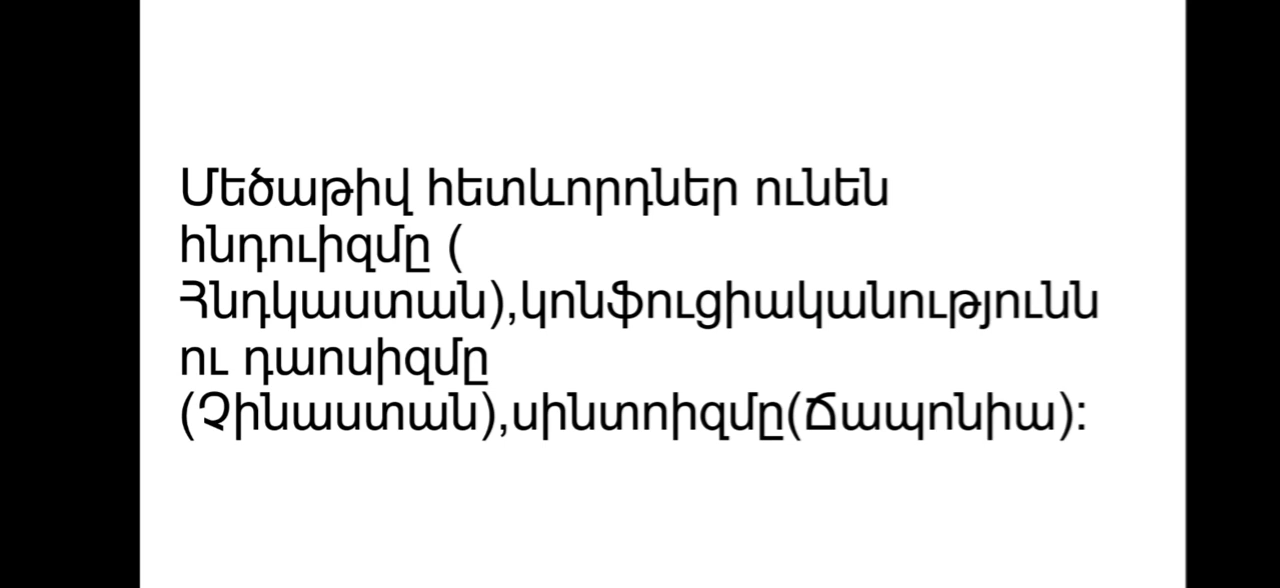 Մեծաթիվ հետևորդներ ունեն
հնդուիզմը (
Հնդկաստան),կոնֆուցիականությունն
ու դաոսիզմը
(Չինաստան),սինտոիզմը(Ճապոնիա):